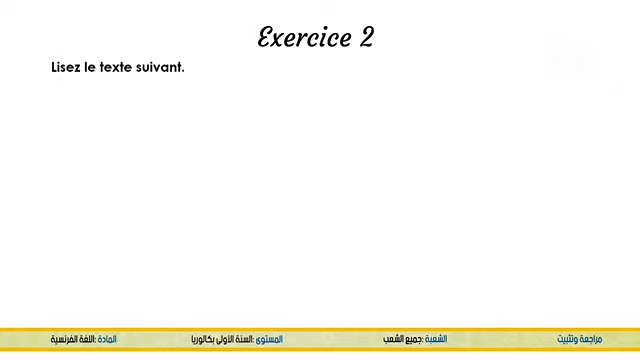 Exercice 2
Lisez le texte suivant.
مراجعة وتثبيت
الشعبة :جميع الشعب
المستوى :السنة الأولى بكالوريا
المادة :اللغة الفرنسية